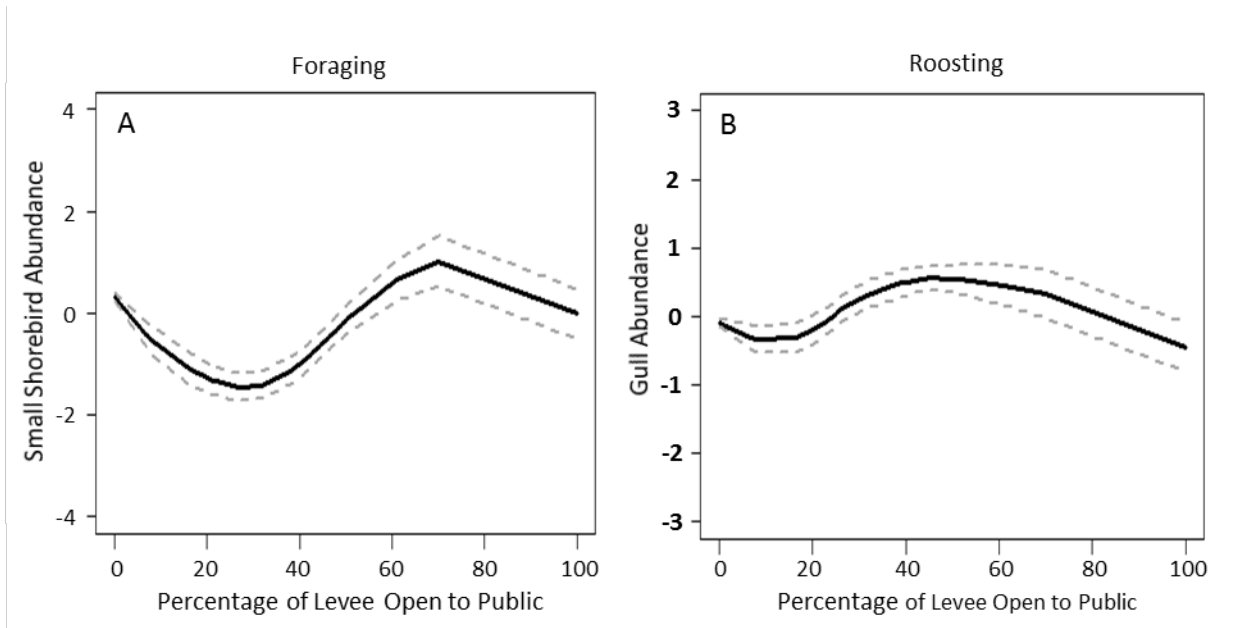 Foraging
A
Small Shorebird Abundance
4
2
0
-2
-4
0 20 40 60 80 100
Percentage of Levee Open to Public
Roosting
B
Gull Abundance
3
2
1
0
-1
-2
-3
0 20 40 60 80 100
Percentage of Levee Open to Public